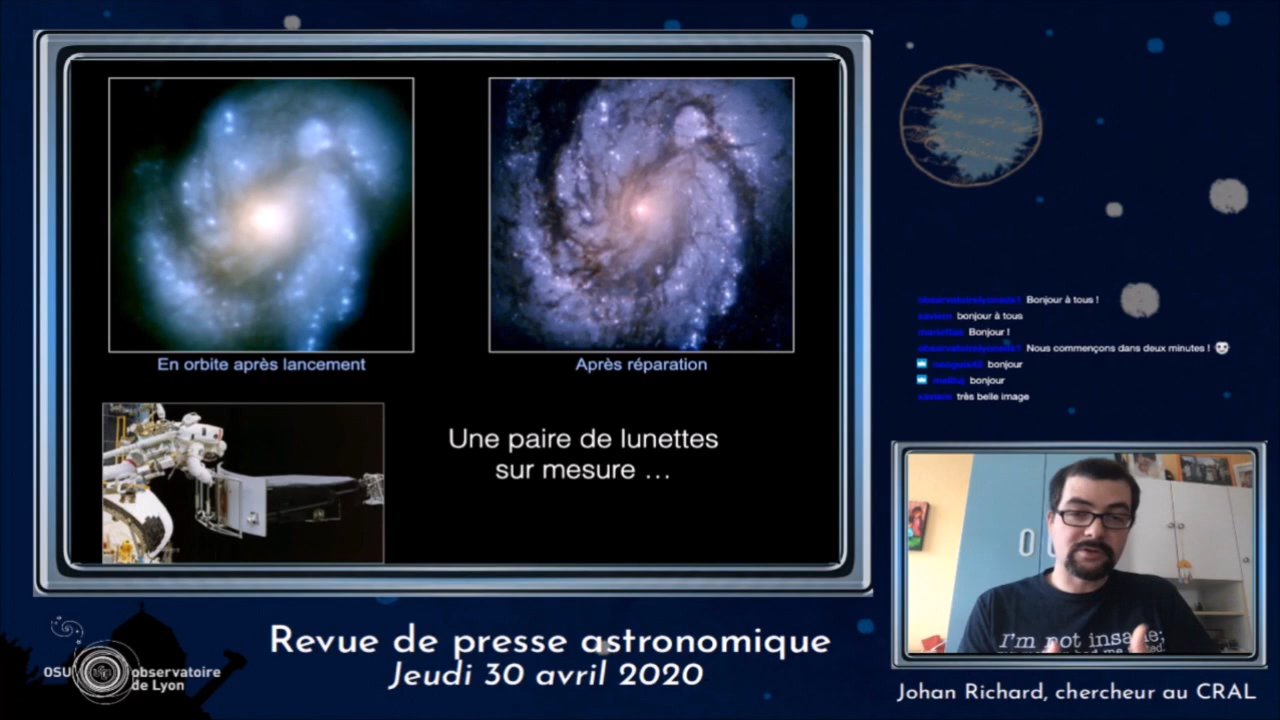 En orbite après lancement
Après réparation
Une paire de lunettes
sur mesure ...
Bonjour à tous !
bonjour à tous
Bonjour !
Nous commençons dans deux minutes !
bonjour
bonjour
très belle image
I'm not insane;
Revue de presse astronomique
Jeudi 30 avril 2020
OSUL observatoire
de Lyon
Johan Richard, chercheur au CRAL